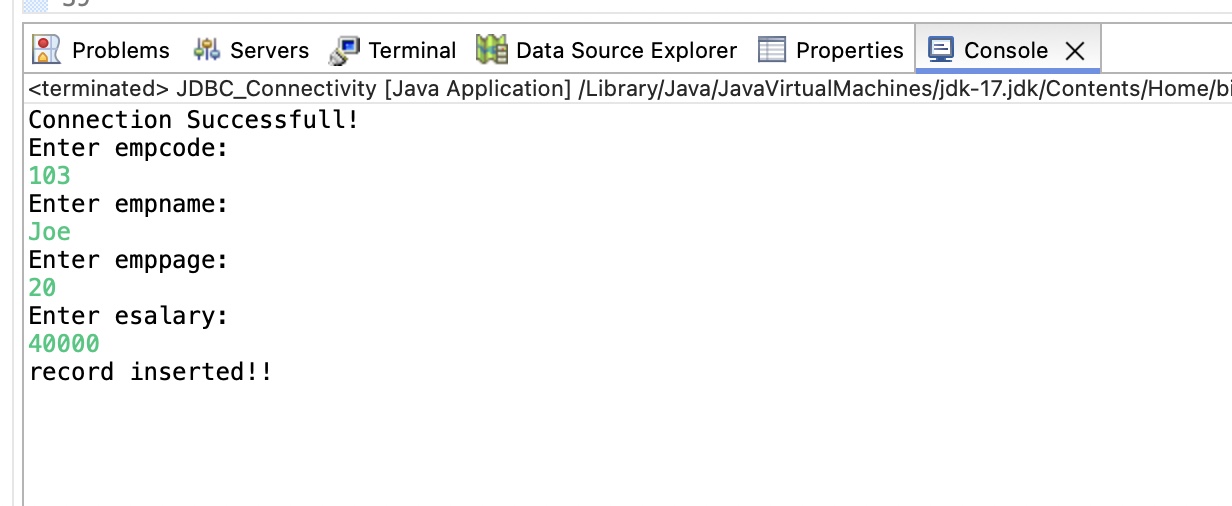 Problems Servers Terminal Data Source Explorer Properties Console
<terminated> JDBC_Connectivity [Java Application] /Library/Java/JavaVirtualMachines/jdk-17.jdk/Contents/Home/bi
Connection Successfull!
Enter empcode:
103
Enter empname:
Joe
Enter emppage:
20
Enter esalary:
40000
record inserted!!